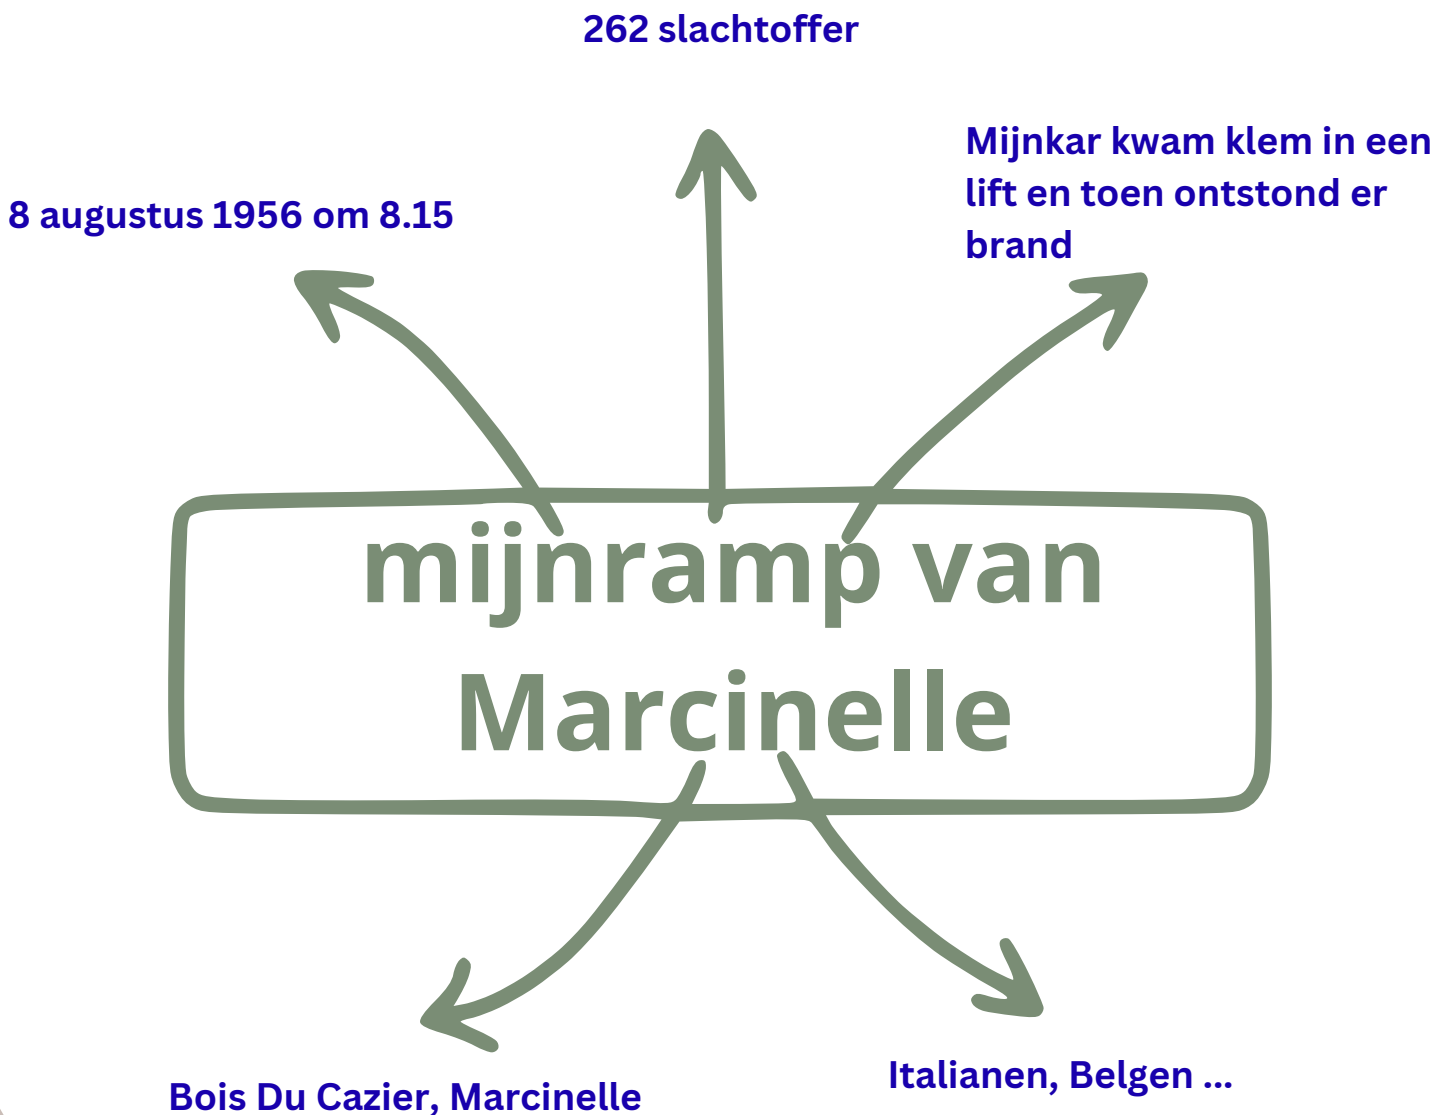 262 slachtoffer
Mijnkar kwam klem in een
lift en toen ontstond er
brand
8 augustus 1956 om 8.15
mijnramp van
Marcinelle
Italianen, Belgen ...
Bois Du Cazier, Marcinelle